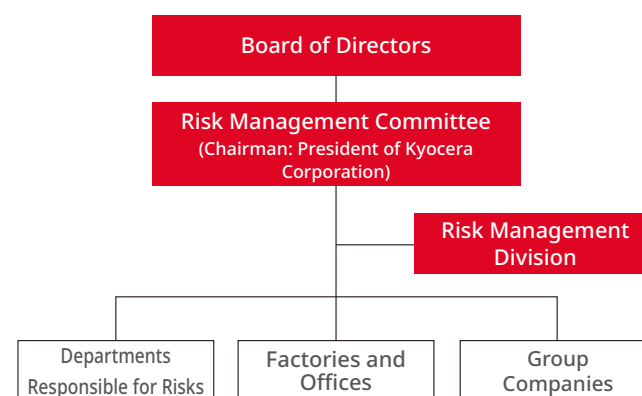 Board of Directors
Risk Management Committee
(Chairman: President of Kyocera
Corporation)
Risk Management
Division
Departments
Responsible for Risks
Factories and
Offices
Group
Companies